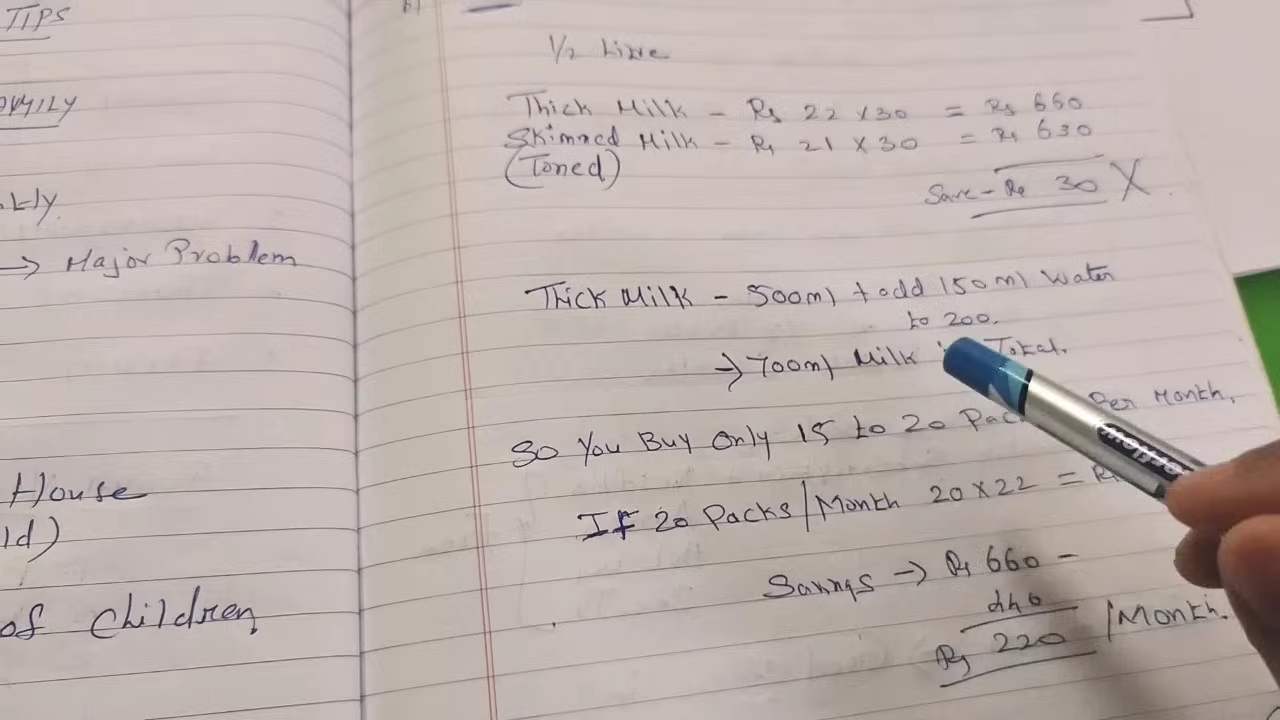 TIPS
→ Major Problem
House
of Children
1/2 Litre
Thick Milk - Rs 22 x 30 = Rs 660
Skimned Milk - Rs 21 x 30 = Rs 630
(Toned)
Save - Rs 30 X
Thick Milk - 500ml + add 150ml Water
to 200.
→ 700ml Milk Total.
So You Buy Only 15 to 20 Per Month,
If 20 Packs/Month 20 x 22 =
Savings → Rs 660 -
440
Rs 220 /Month.